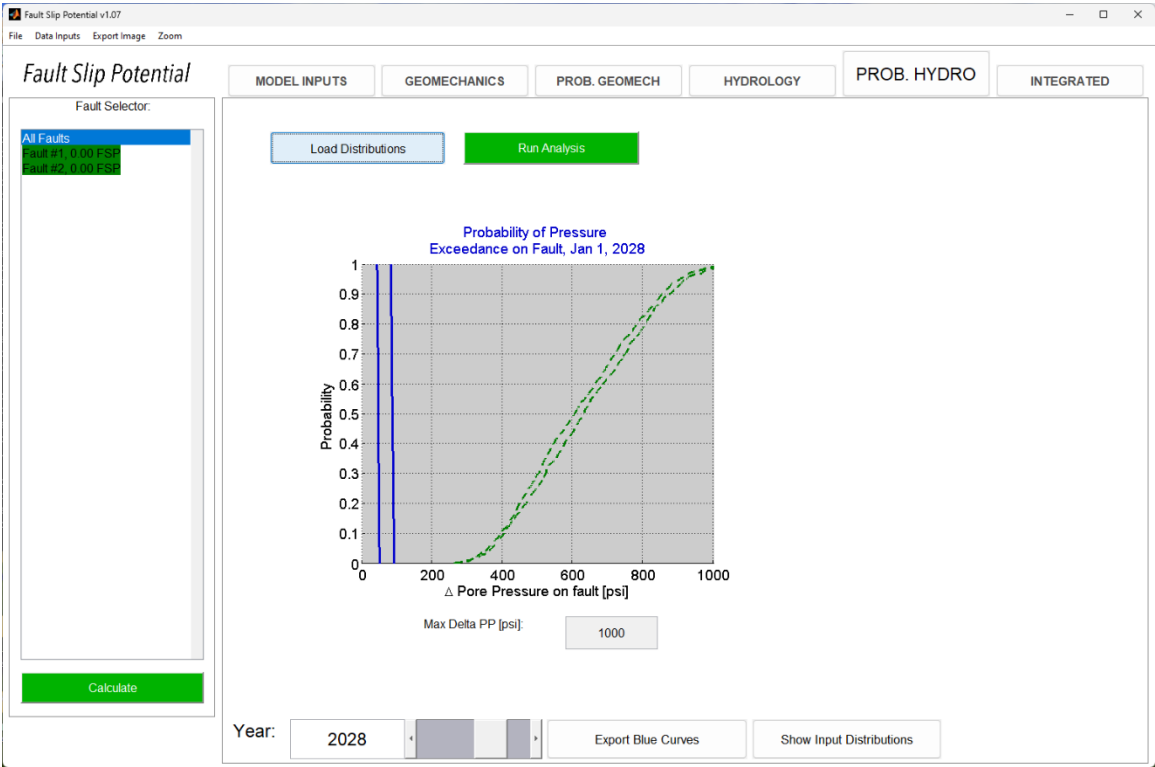 Fault Slip Potential v1.07
File Data Inputs Export Image Zoom
Fault Slip Potential
MODEL INPUTS GEOMECHANICS PROB. GEOMECH HYDROLOGY PROB. HYDRO INTEGRATED
Fault Selector:
All Faults
Fault #1, 0.00 FSP
Fault #2, 0.00 FSP
Calculate
Load Distributions Run Analysis
Probability of Pressure
Exceedance on Fault, Jan 1, 2028
1
0.9
0.8
0.7
0.6
0.5
0.4
0.3
0.2
0.1
0
Probability
0 200 400 600 800 1000
Δ Pore Pressure on fault [psi]
Max Delta PP [psi]: 1000
Year: 2028 Export Blue Curves Show Input Distributions